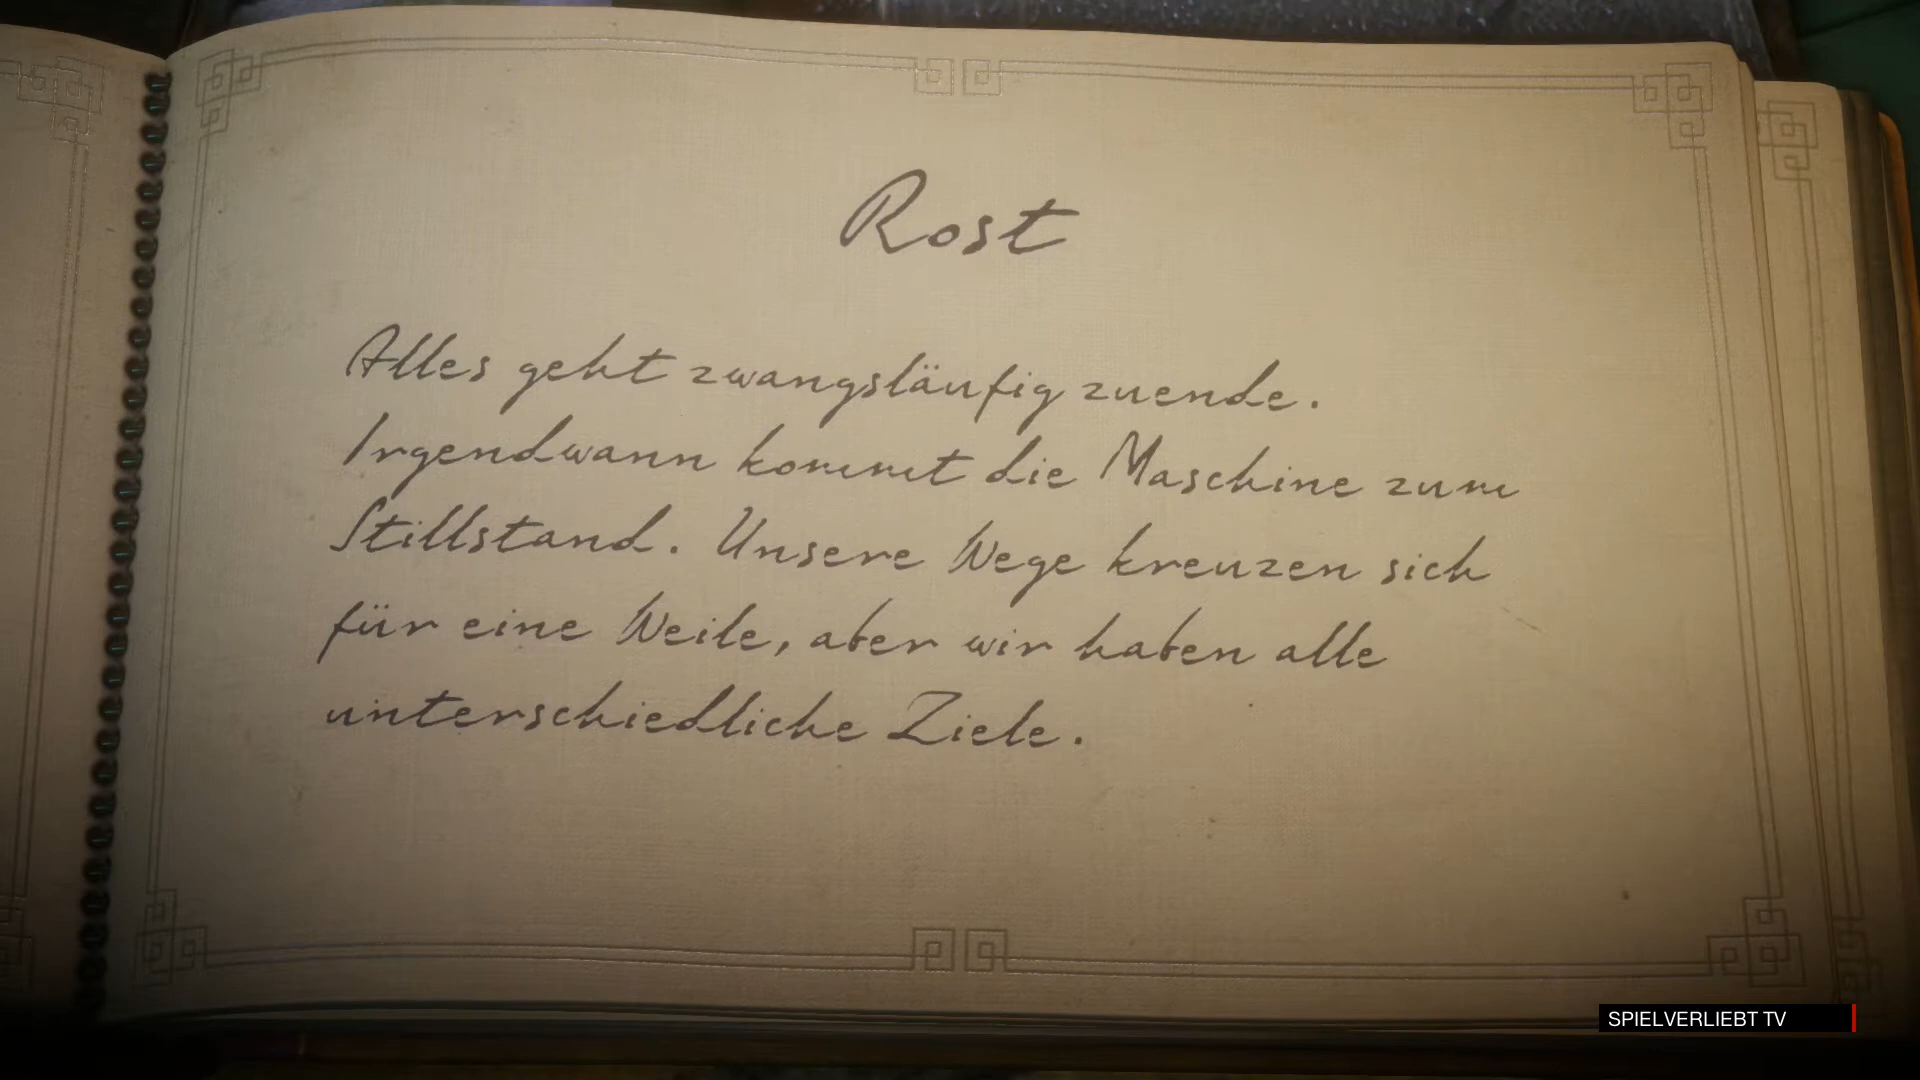 Rost
Alles geht zwangsläufig zuende.
Irgendwann kommt die Maschine zum
Stillstand. Unsere Wege kreuzen sich
für eine Weile, aber wir haben alle
unterschiedliche Ziele.
SPIELVERLIEBT TV